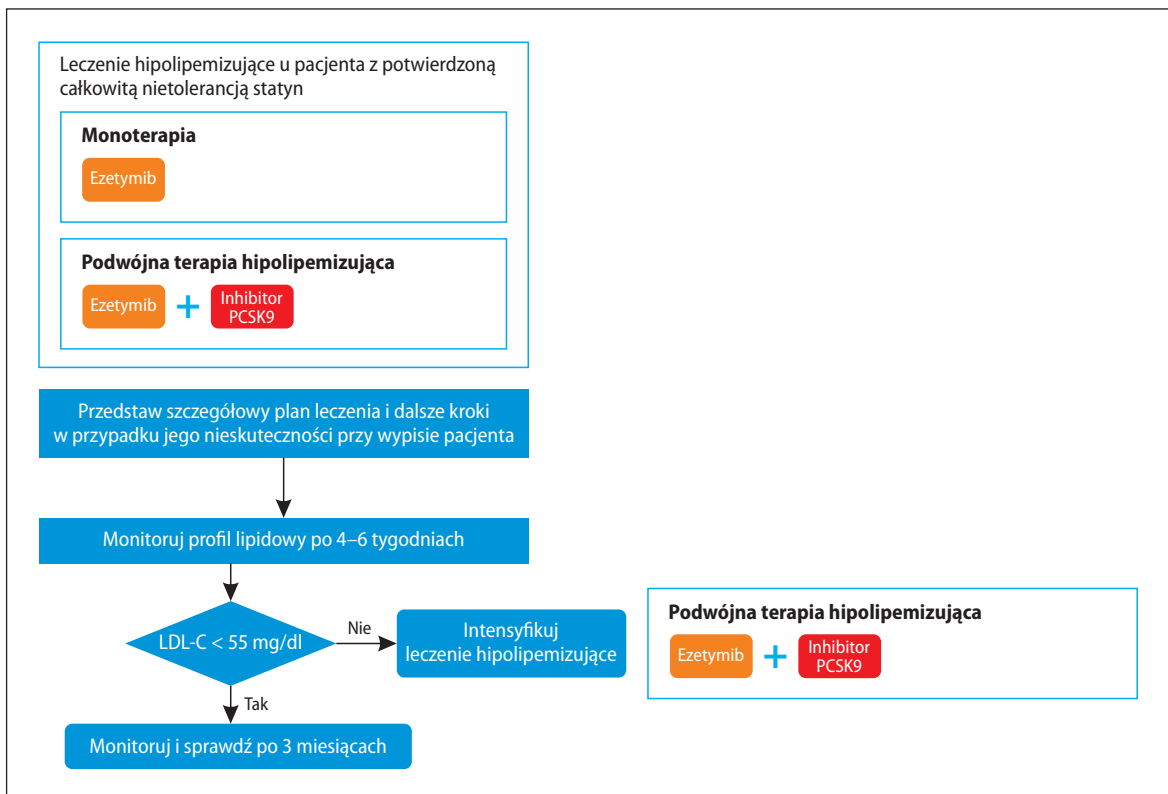 Leczenie hipolipemizujące u pacjenta z potwierdzoną
całkowitą nietolerancją statyn
Monoterapia
Ezetymib
Podwójna terapia hipolipemizująca
Ezetymib + Inhibitor
PCSK9
Przedstaw szczegółowy plan leczenia i dalsze kroki
w przypadku jego nieskuteczności przy wypisie pacjenta
Monitoruj profil lipidowy po 4–6 tygodniach
LDL-C < 55 mg/dl
Nie
Intensyfikuj
leczenie hipolipemizujące
Podwójna terapia hipolipemizująca
Ezetymib + Inhibitor
PCSK9
Tak
Monitoruj i sprawdź po 3 miesiącach